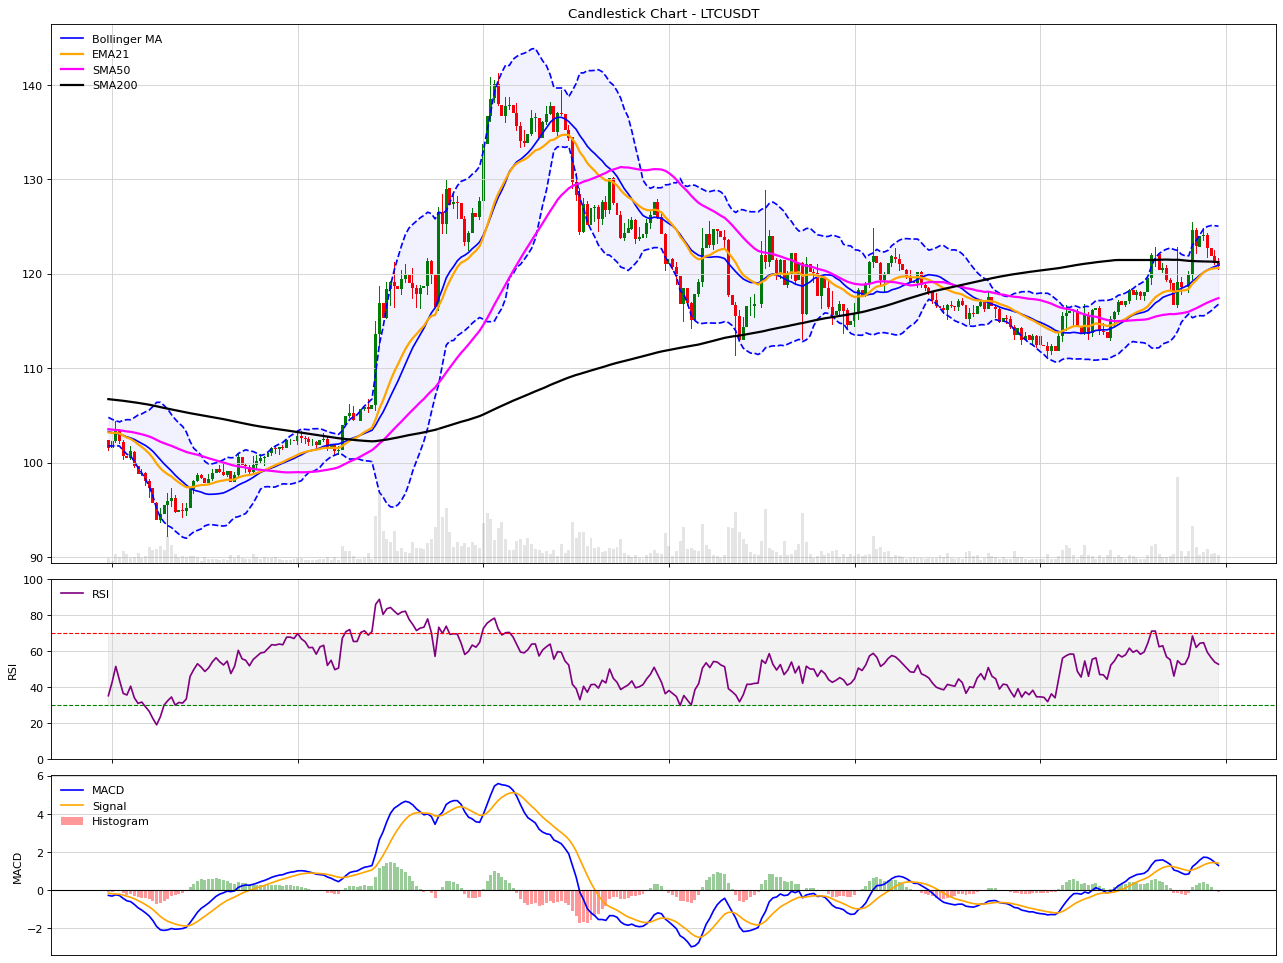 Candlestick Chart - LTCUSDT
Bollinger MA
EMA21
SMA50
SMA200
140
130
120
110
100
90
RSI
100
80
60
40
20
0
RSI
MACD
Signal
Histogram
6
4
2
0
−2
MACD